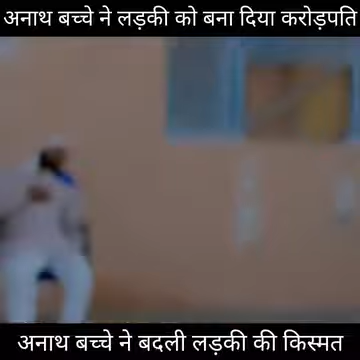 अनाथ बच्चे ने लड़की को बना दिया करोड़पति
अनाथ बच्चे ने बदली लड़की की किस्मत